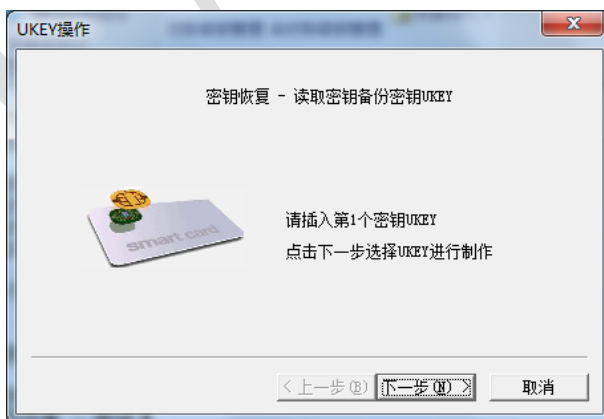 UKEY操作
密钥恢复 - 读取密钥备份密钥UKEY
smart card
请插入第1个密钥UKEY
点击下一步选择UKEY进行制作
<上一步(B) 下一步(N)> 取消